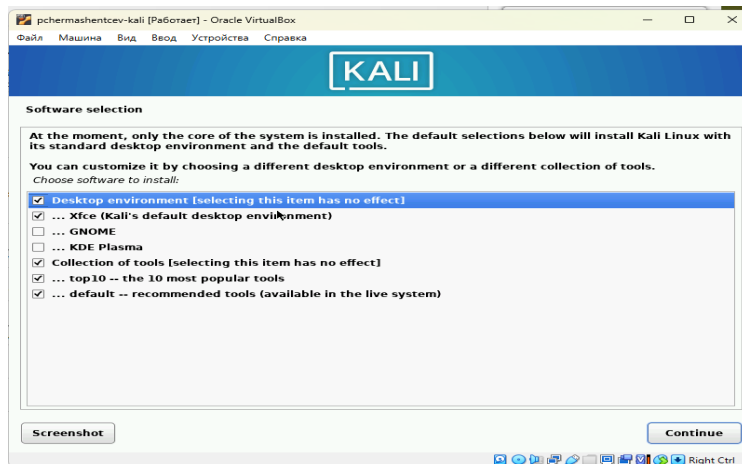 pchermashentcev-kali [Работает] - Oracle VirtualBox
Файл Машина Вид Ввод Устройства Справка
KALI
Software selection
At the moment, only the core of the system is installed. The default selections below will install Kali Linux with
its standard desktop environment and the default tools.
You can customize it by choosing a different desktop environment or a different collection of tools.
Choose software to install:
Desktop environment [selecting this item has no effect]
... Xfce (Kali's default desktop environment)
... GNOME
... KDE Plasma
Collection of tools [selecting this item has no effect]
... top10 -- the 10 most popular tools
... default -- recommended tools (available in the live system)
Screenshot
Continue
Right Ctrl